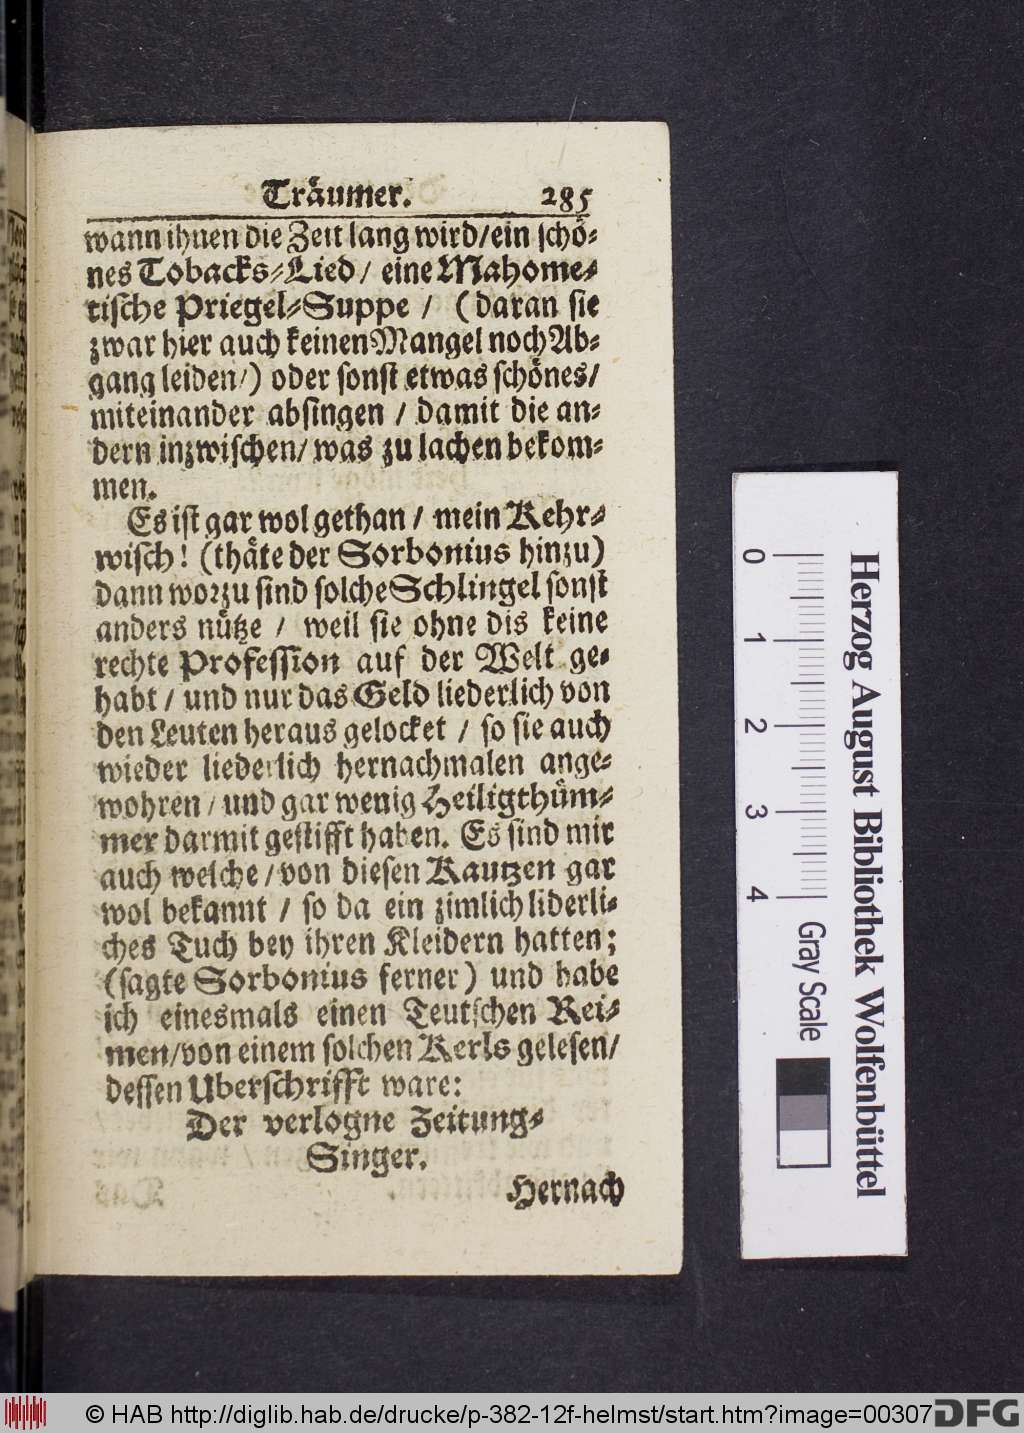 Träumer. 285
wann ihnen die Zeit lang wird/ein schö-
nes Tobacks-Lied/ eine Mahome-
tische Priegel-Suppe / (daran sie
zwar hier auch keinen Mangel noch Ab-
gang leiden/) oder sonst etwas schönes/
miteinander absingen / damit die an-
dern inzwischen/ was zu lachen bekom-
men.
Es ist gar wol gethan / mein Kehr-
wisch! (thäte der Sorbonius hinzu)
dann worzu sind solche Schlingel sonst
anders nütze / weil sie ohne dis keine
rechte Profession auf der Welt ge-
habt / und nur das Geld liederlich von
den Leuten heraus gelocket / so sie auch
wieder liederlich hernachmalen ange-
wohren / und gar wenig Heiligthüm-
mer darmit gestifft haben. Es sind mir
auch welche / von diesen Kautzen gar
wol bekannt / so da ein zimlich liderli-
ches Tuch bey ihren Kleidern hatten;
(sagte Sorbonius ferner) und habe
ich einesmals einen Teutschen Rei-
men/von einem solchen Kerls gelesen/
dessen Uberschrifft ware:
Der verlogne Zeitung-
Singer.
Hernach
0 1 2 3 4 Gray Scale
Herzog August Bibliothek Wolfenbüttel
© HAB http://diglib.hab.de/drucke/p-382-12f-helmst/start.htm?image=00307
DFG